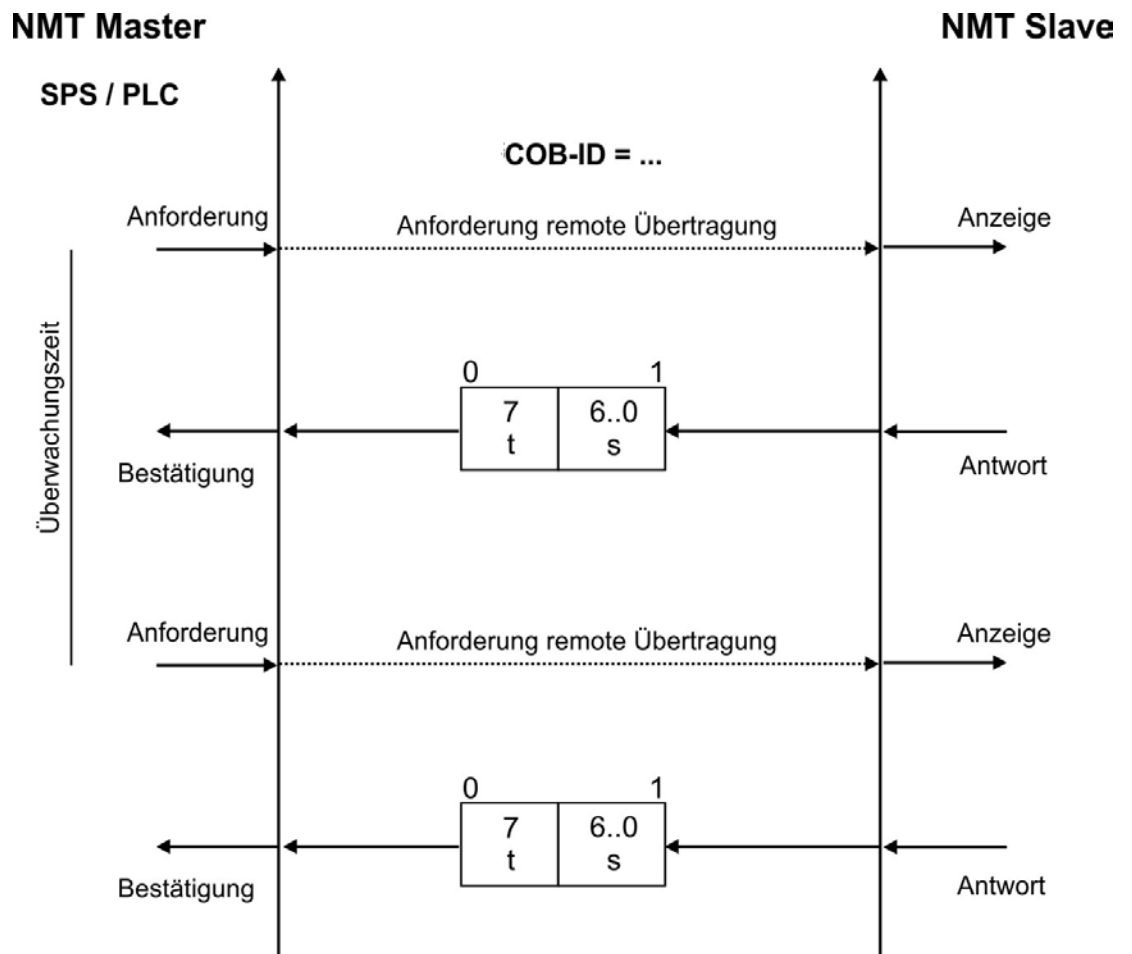 NMT Master
NMT Slave
SPS / PLC
COB-ID = ...
Anforderung
Anforderung remote Übertragung
Anzeige
Überwachungszeit
0
1
7
6..0
t
s
Bestätigung
Antwort
Anforderung
Anforderung remote Übertragung
Anzeige
0
1
7
6..0
t
s
Bestätigung
Antwort